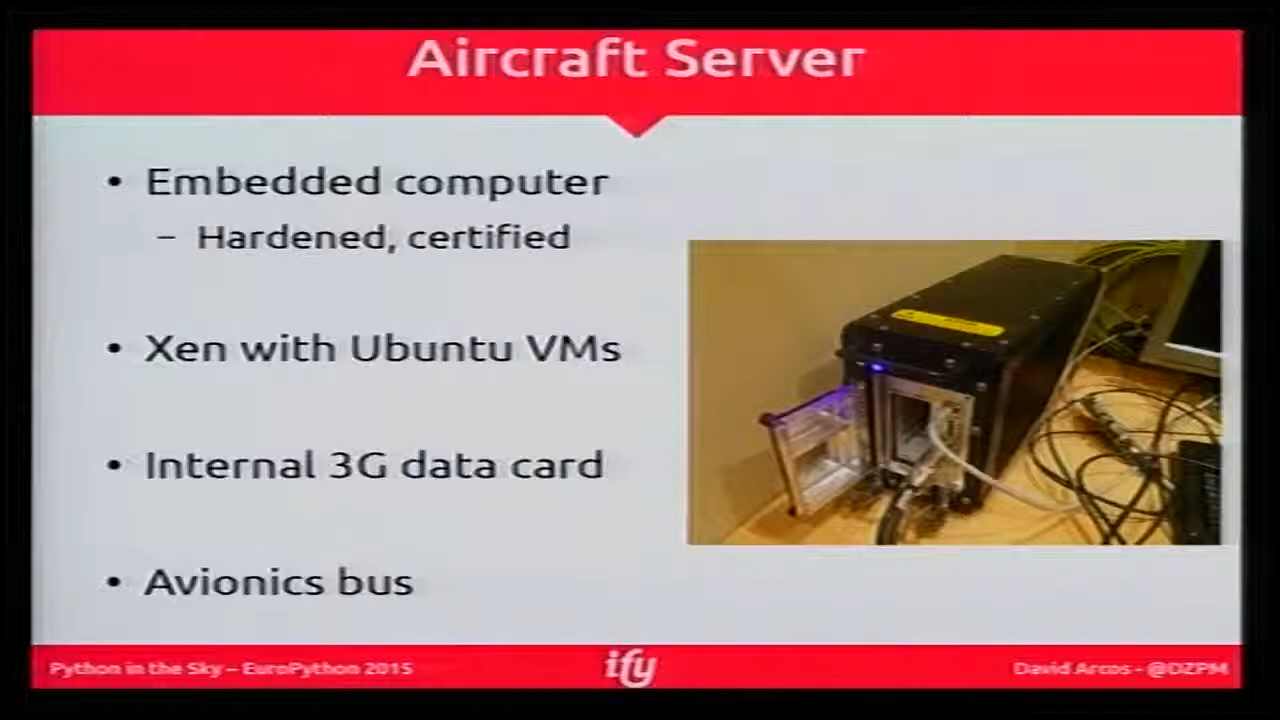 Aircraft Server
• Embedded computer
– Hardened, certified
• Xen with Ubuntu VMs
• Internal 3G data card
• Avionics bus
Python in the Sky – EuroPython 2015
ify
David Arcos - @DZPM